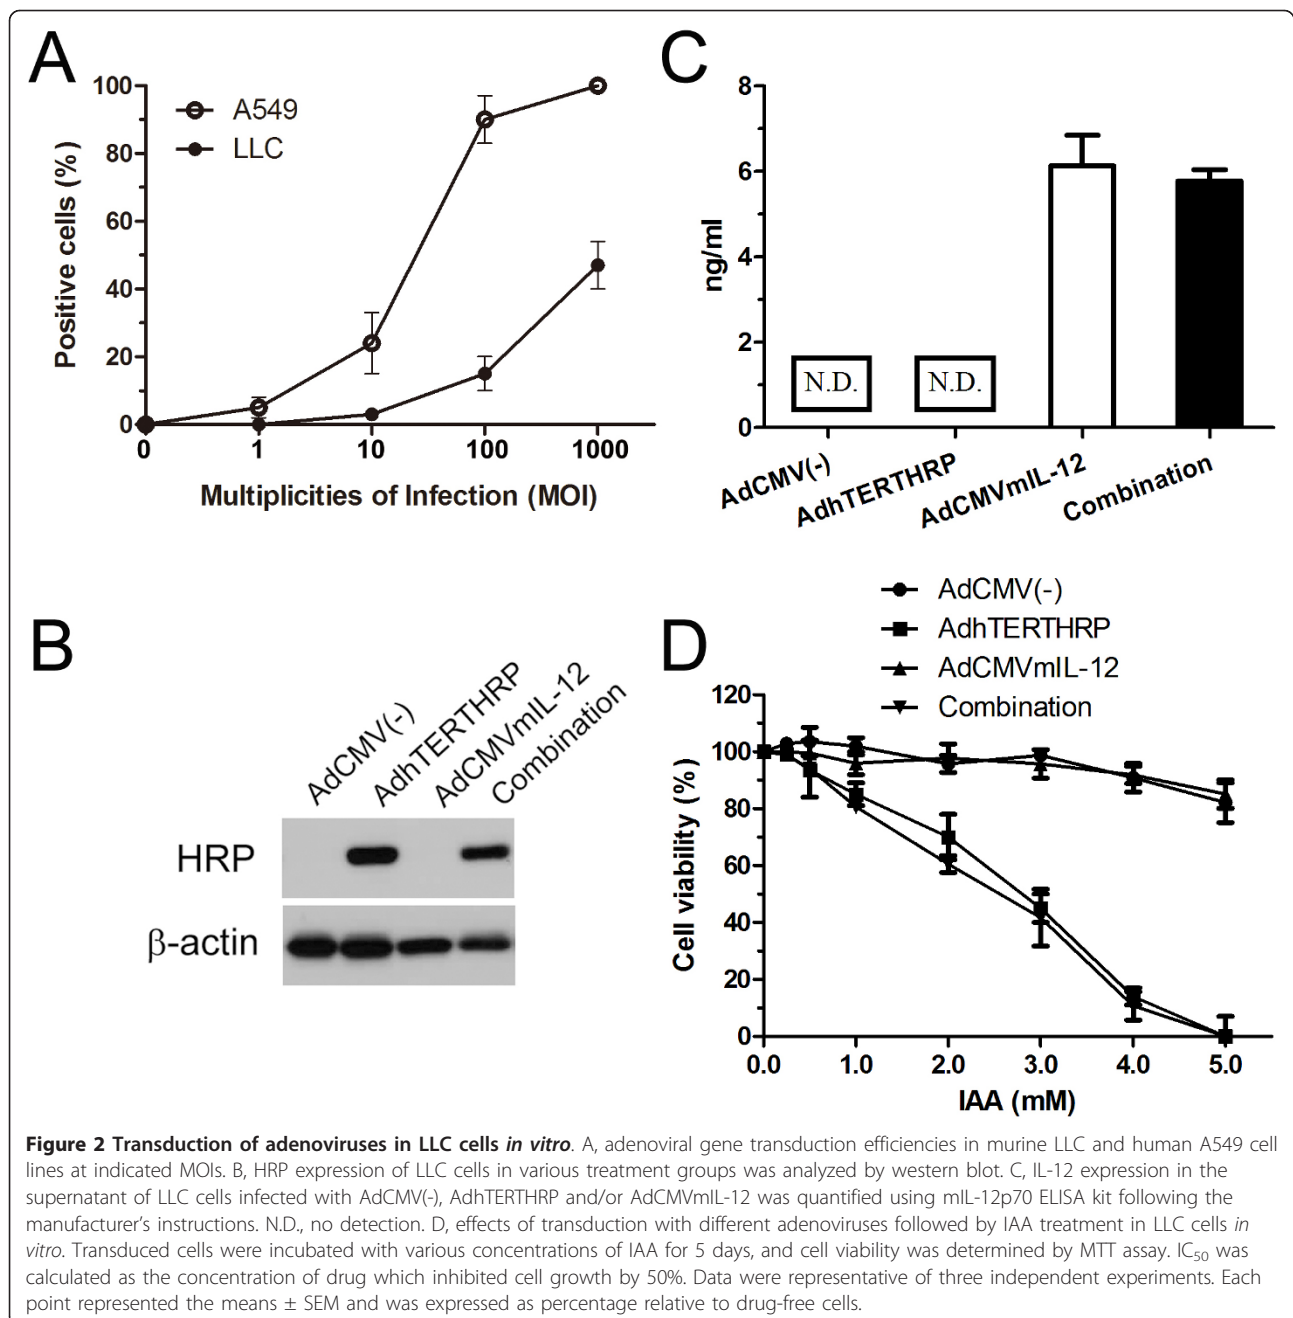 A
100
80
60
40
20
0
Positive cells (%)
A549
LLC
0 1 10 100 1000
Multiplicities of Infection (MOI)
C
8
6
4
2
0
ng/ml
N.D.
N.D.
AdCMV(-)
AdhTERTHRP
AdCMVmIL-12
Combination
B
AdCMV(-)
AdhTERTHRP
AdCMVmIL-12
Combination
HRP
β-actin
D
AdCMV(-)
AdhTERTHRP
AdCMVmIL-12
Combination
120
100
80
60
40
20
0
Cell viability (%)
0.0 1.0 2.0 3.0 4.0 5.0
IAA (mM)
Figure 2 Transduction of adenoviruses in LLC cells in vitro. A, adenoviral gene transduction efficiencies in murine LLC and human A549 cell
lines at indicated MOIs. B, HRP expression of LLC cells in various treatment groups was analyzed by western blot. C, IL-12 expression in the
supernatant of LLC cells infected with AdCMV(-), AdhTERTHRP and/or AdCMVmIL-12 was quantified using mIL-12p70 ELISA kit following the
manufacturer's instructions. N.D., no detection. D, effects of transduction with different adenoviruses followed by IAA treatment in LLC cells in
vitro. Transduced cells were incubated with various concentrations of IAA for 5 days, and cell viability was determined by MTT assay. IC50 was
calculated as the concentration of drug which inhibited cell growth by 50%. Data were representative of three independent experiments. Each
point represented the means ± SEM and was expressed as percentage relative to drug-free cells.